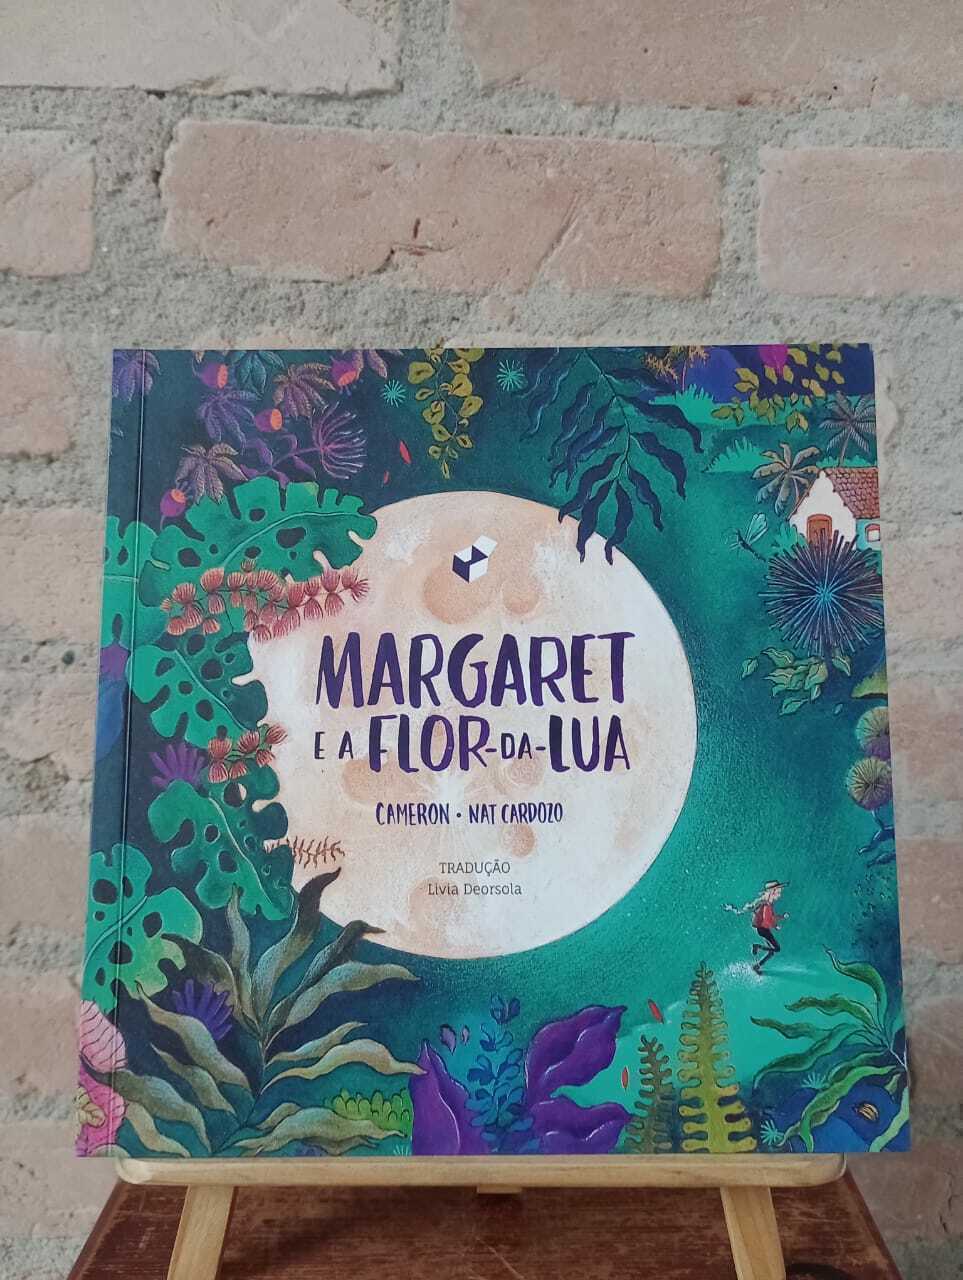 MARGARET
E A FLOR-DA-LUA
CAMERON • NAT CARDOZO
TRADUÇÃO
Livia Deorsola